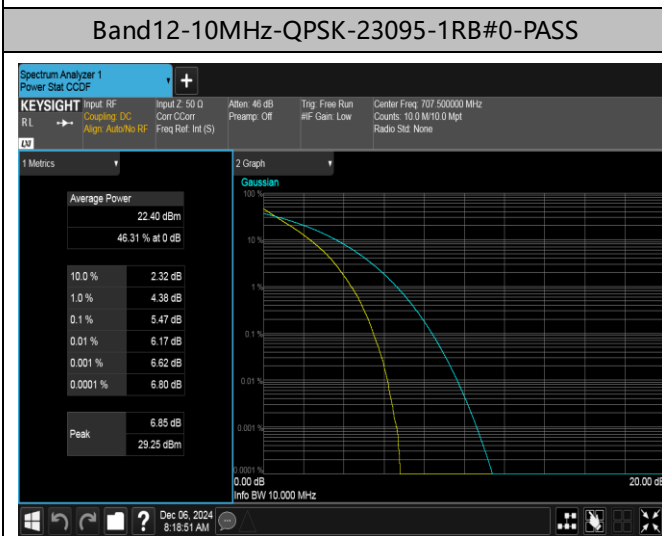 Band12-10MHz-QPSK-23095-1RB#0-PASS
Spectrum Analyzer 1
Power Stat CCDF
+
KEYSIGHT
RL
LXI
Input: RF
Coupling: DC
Align: Auto/No RF
Input Z: 50 Ω
Corr CCorr
Freq Ref: Int (S)
Atten: 46 dB
Preamp: Off
Trig: Free Run
#IF Gain: Low
Center Freq: 707.500000 MHz
Counts: 10.0 M/10.0 Mpt
Radio Std: None
1 Metrics
Average Power
22.40 dBm
46.31 % at 0 dB
10.0 % 2.32 dB
1.0 % 4.38 dB
0.1 % 5.47 dB
0.01 % 6.17 dB
0.001 % 6.62 dB
0.0001 % 6.80 dB
Peak
6.85 dB
29.25 dBm
2 Graph
Gaussian
100 %
10 %
1 %
0.1 %
0.01 %
0.001 %
0.0001 %
0.00 dB
20.00 dB
Info BW 10.000 MHz
?
Dec 06, 2024
8:18:51 AM